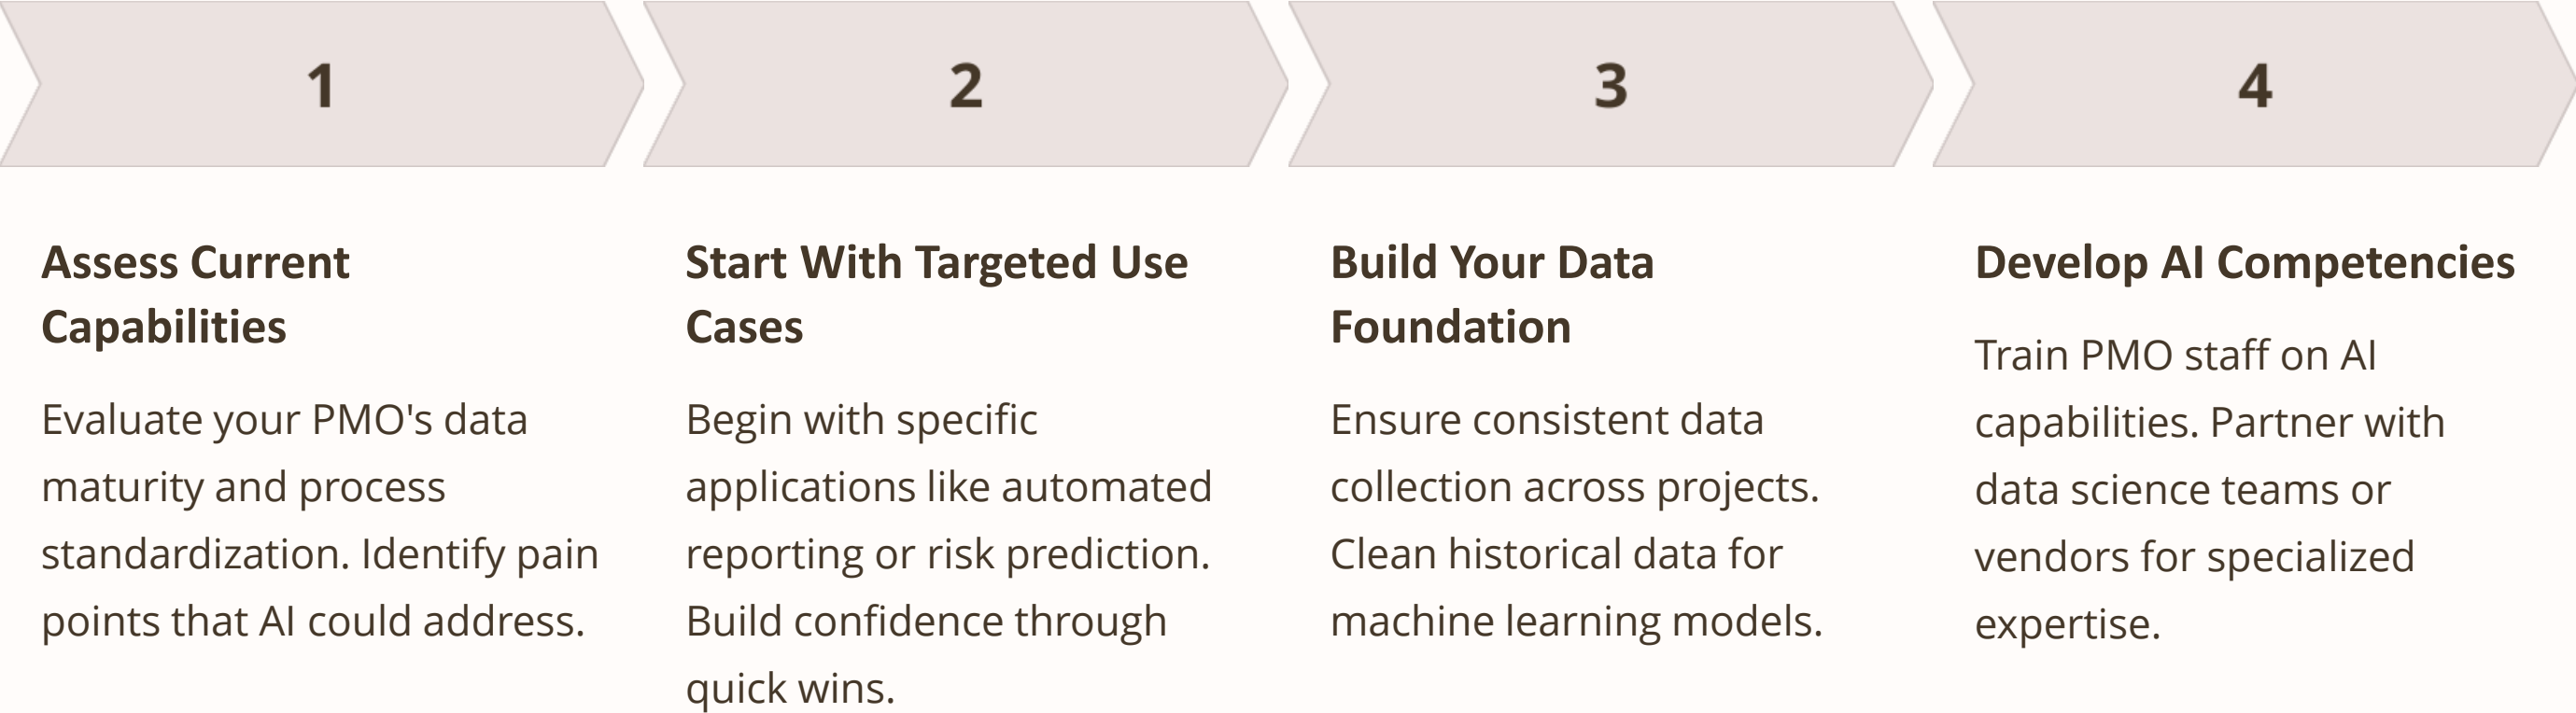 1
2
3
4
Assess Current
Capabilities
Evaluate your PMO's data
maturity and process
standardization. Identify pain
points that AI could address.
Start With Targeted Use
Cases
Begin with specific
applications like automated
reporting or risk prediction.
Build confidence through
quick wins.
Build Your Data
Foundation
Ensure consistent data
collection across projects.
Clean historical data for
machine learning models.
Develop AI Competencies
Train PMO staff on AI
capabilities. Partner with
data science teams or
vendors for specialized
expertise.